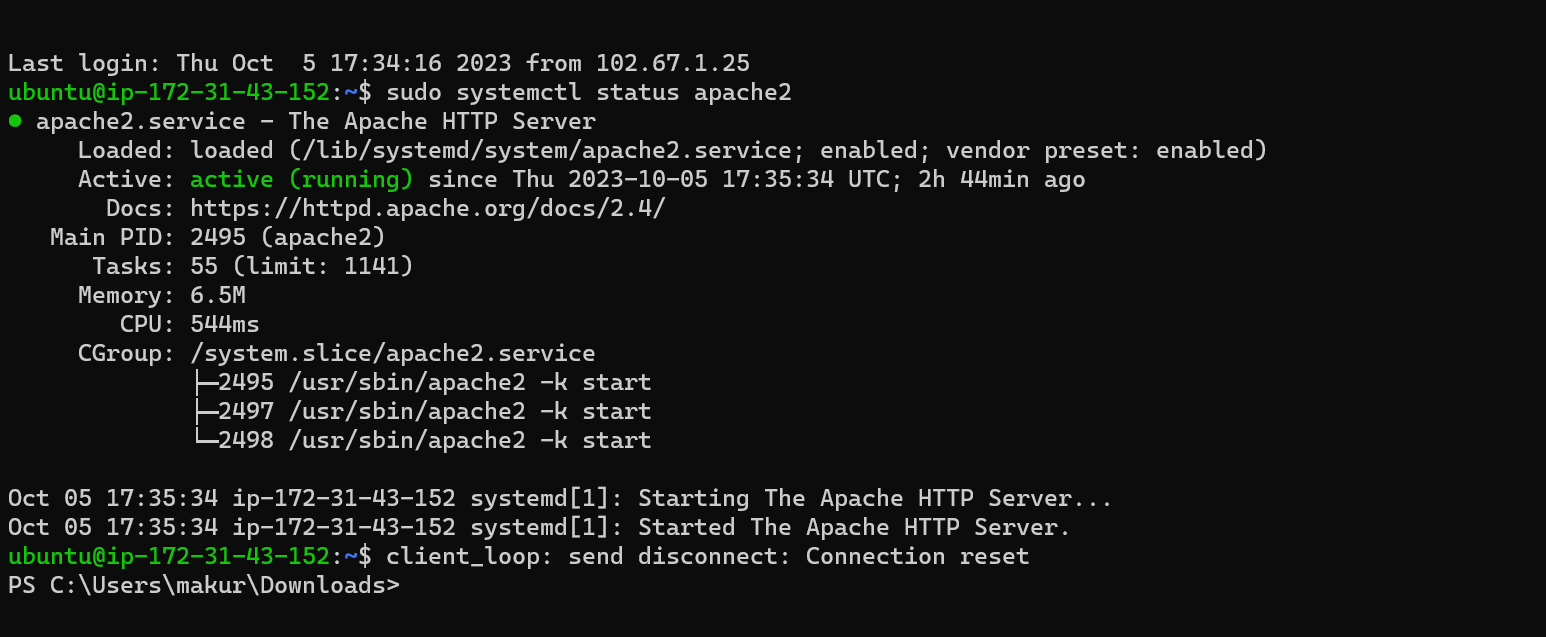 Last login: Thu Oct  5 17:34:16 2023 from 102.67.1.25
ubuntu@ip-172-31-43-152:~$ sudo systemctl status apache2
● apache2.service - The Apache HTTP Server
     Loaded: loaded (/lib/systemd/system/apache2.service; enabled; vendor preset: enabled)
     Active: active (running) since Thu 2023-10-05 17:35:34 UTC; 2h 44min ago
       Docs: https://httpd.apache.org/docs/2.4/
   Main PID: 2495 (apache2)
      Tasks: 55 (limit: 1141)
     Memory: 6.5M
        CPU: 544ms
     CGroup: /system.slice/apache2.service
             ├─2495 /usr/sbin/apache2 -k start
             ├─2497 /usr/sbin/apache2 -k start
             └─2498 /usr/sbin/apache2 -k start

Oct 05 17:35:34 ip-172-31-43-152 systemd[1]: Starting The Apache HTTP Server...
Oct 05 17:35:34 ip-172-31-43-152 systemd[1]: Started The Apache HTTP Server.
ubuntu@ip-172-31-43-152:~$ client_loop: send disconnect: Connection reset
PS C:\Users\makur\Downloads>